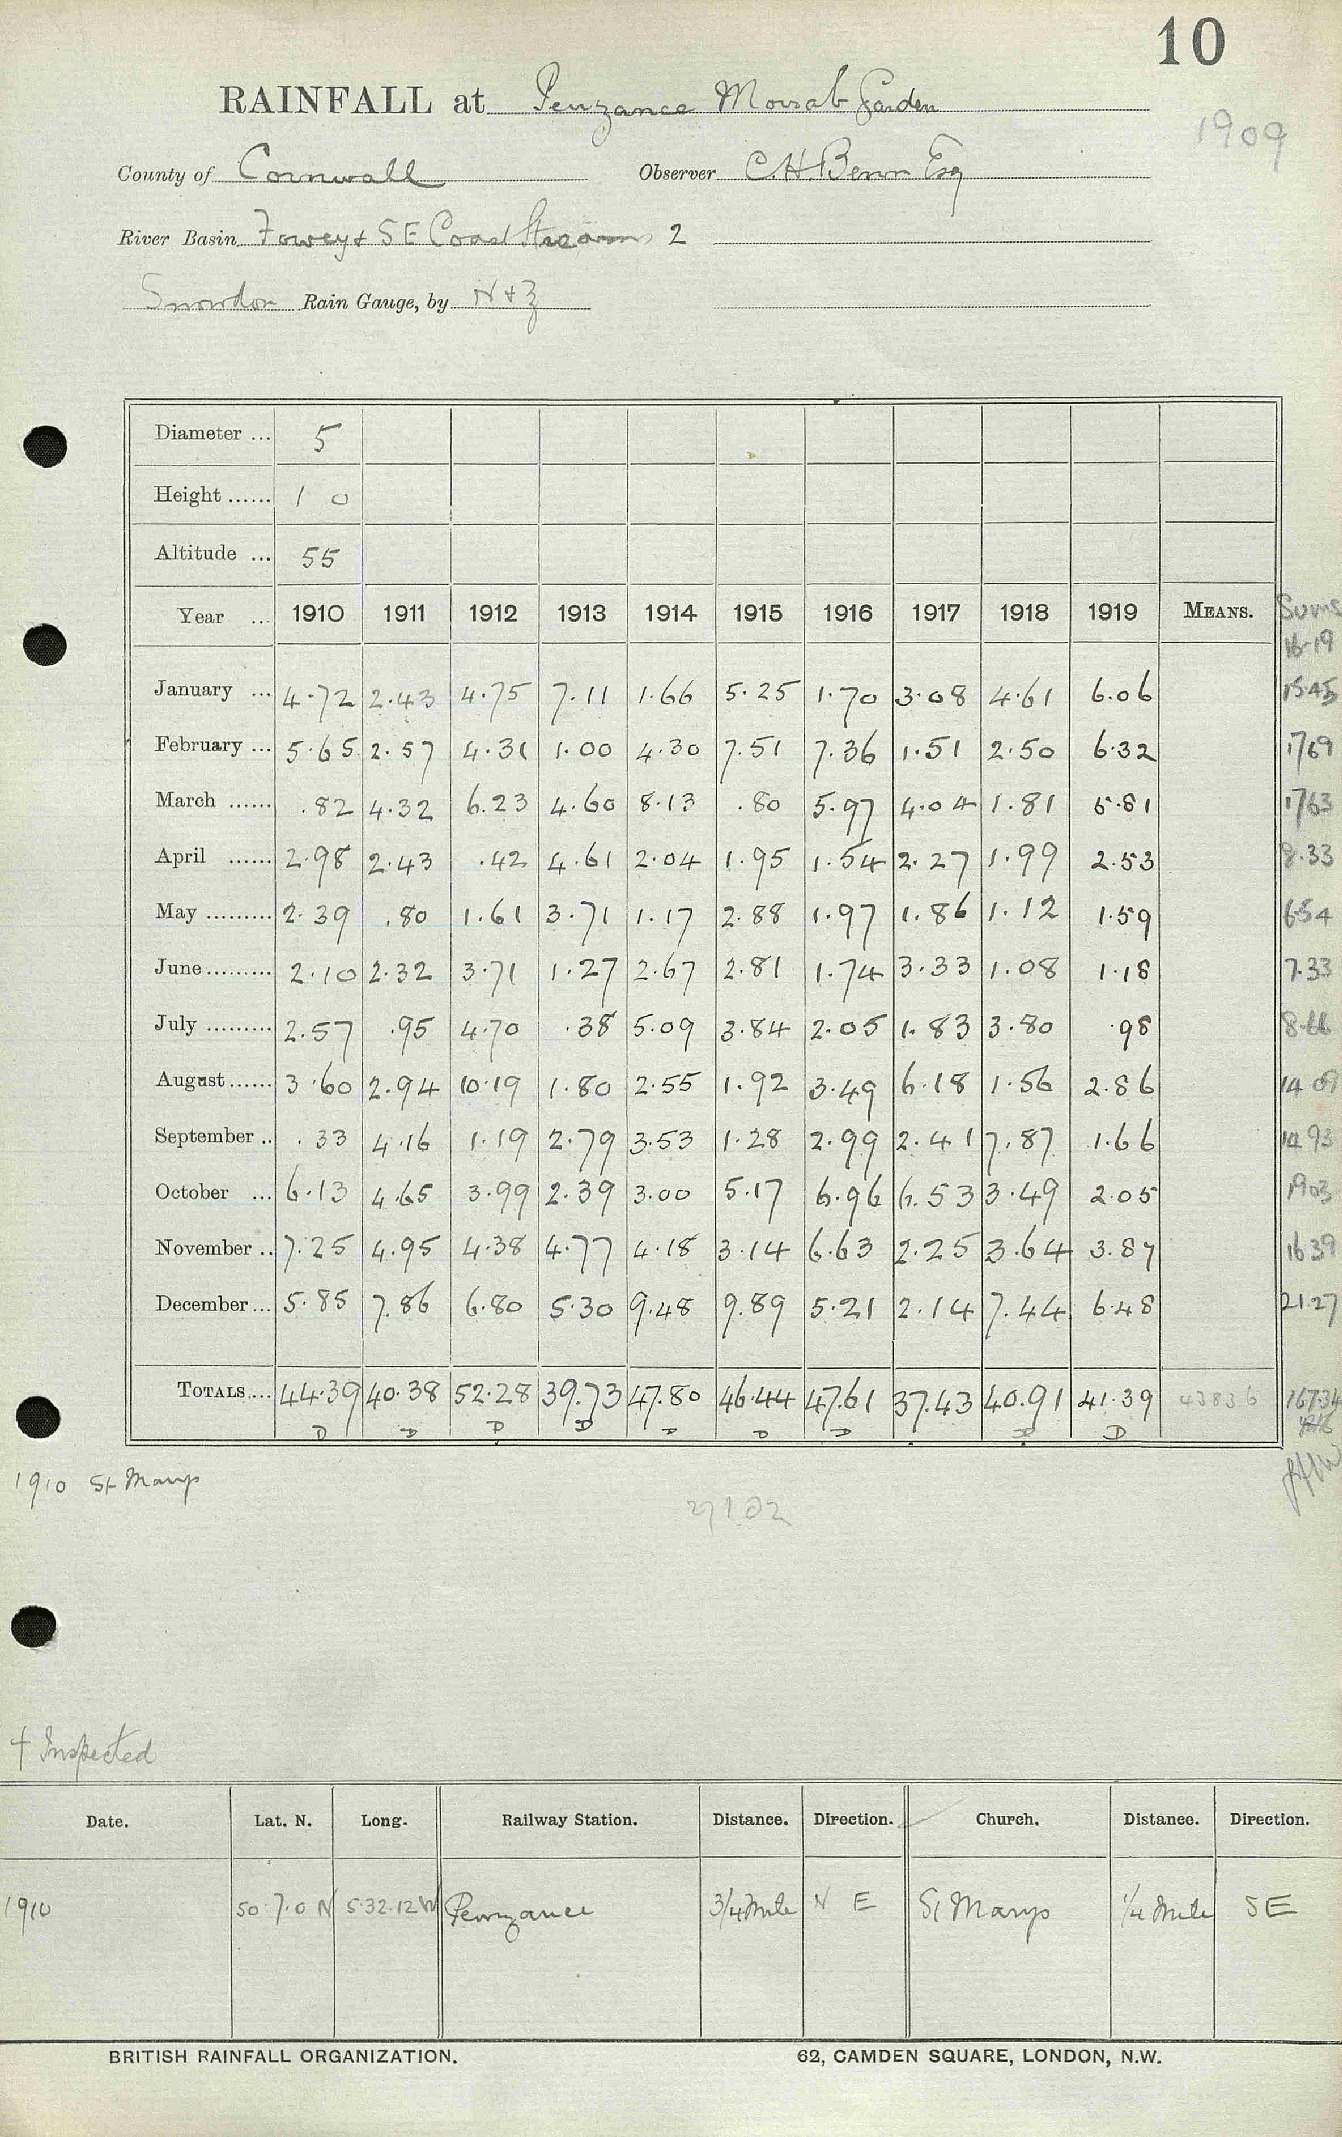 10
RAINFALL at Penzance Morrab Garden
1909
County of Cornwall Observer C.H. Benn Esq
River Basin Fowey & SE Coast Streams 2
Snowdon Rain Gauge, by N & Z
Diameter ... 5
Height ...... 1 0
Altitude ... 55
Year ... 1910 1911 1912 1913 1914 1915 1916 1917 1918 1919 MEANS. Sums
16-19
January ... 4.72 2.43 4.75 7.11 1.66 5.25 1.70 3.08 4.61 6.06 15.45
February ... 5.65 2.57 4.31 1.00 4.30 7.51 7.36 1.51 2.50 6.32 1769
March ...... .82 4.32 6.23 4.60 8.13 .80 5.97 4.04 1.81 5.81 1763
April ...... 2.98 2.43 .42 4.61 2.04 1.95 1.54 2.27 1.99 2.53 8.33
May ......... 2.39 .80 1.61 3.71 1.17 2.88 1.97 1.86 1.12 1.59 6.54
June ......... 2.10 2.32 3.71 1.27 2.67 2.81 1.74 3.33 1.08 1.18 7.33
July ......... 2.57 .95 4.70 .38 5.09 3.84 2.05 1.83 3.80 .98 8.66
August ...... 3.60 2.94 10.19 1.80 2.55 1.92 3.49 6.18 1.56 2.86 14 09
September .. .33 4.16 1.19 2.79 3.53 1.28 2.99 2.41 7.87 1.66 14 93
October ... 6.13 4.65 3.99 2.39 3.00 5.17 6.96 6.53 3.49 2.05 1903
November .. 7.25 4.95 4.38 4.77 4.18 3.14 6.63 2.25 3.64 3.87 16 39
December ... 5.85 7.86 6.80 5.30 9.48 9.89 5.21 2.14 7.44 6.48 21.27
TOTALS ... 44.39 40.38 52.28 39.73 47.80 46.44 47.61 37.43 40.91 41.39 43836 167.34
D D D D D D D D D
1910 St Marys
† Inspected
Date. Lat. N. Long. Railway Station. Distance. Direction. Church. Distance. Direction.
1910 50.7.0 N 5.32.12 W Penzance 3/4 Mile N E St Marys 1/4 Mile SE
BRITISH RAINFALL ORGANIZATION. 62, CAMDEN SQUARE, LONDON, N.W.